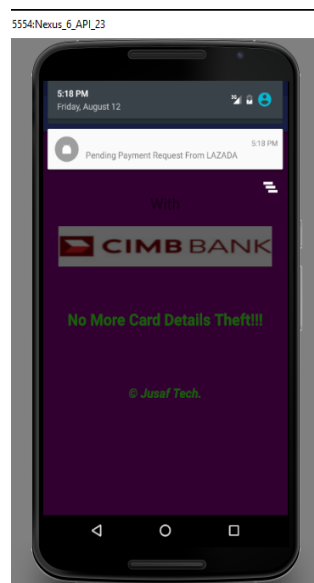 5554:Nexus_6_API_23
5:18 PM
Friday, August 12
5:18 PM
Pending Payment Request From LAZADA
With
CIMB BANK
No More Card Details Theft!!!
© Jusaf Tech.